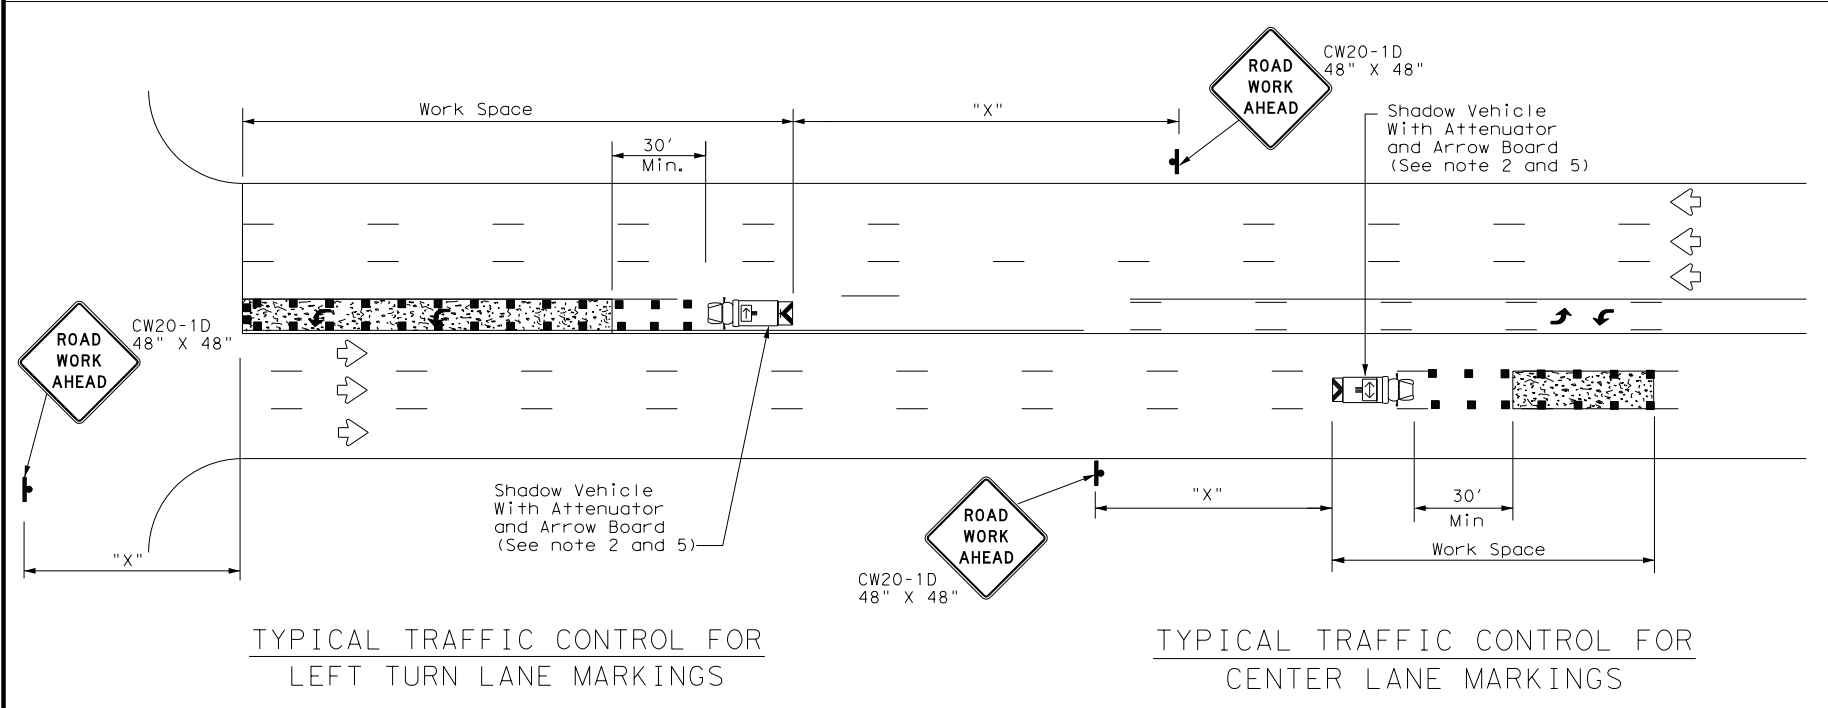 ROAD
WORK
AHEAD
CW20-1D
48" X 48"
Work Space
"X"
30'
Min.
Shadow Vehicle
With Attenuator
and Arrow Board
(See note 2 and 5)
ROAD
WORK
AHEAD
CW20-1D
48" X 48"
"X"
Shadow Vehicle
With Attenuator
and Arrow Board
(See note 2 and 5)
ROAD
WORK
AHEAD
CW20-1D
48" X 48"
"X"
30'
Min
Work Space
TYPICAL TRAFFIC CONTROL FOR
LEFT TURN LANE MARKINGS
TYPICAL TRAFFIC CONTROL FOR
CENTER LANE MARKINGS